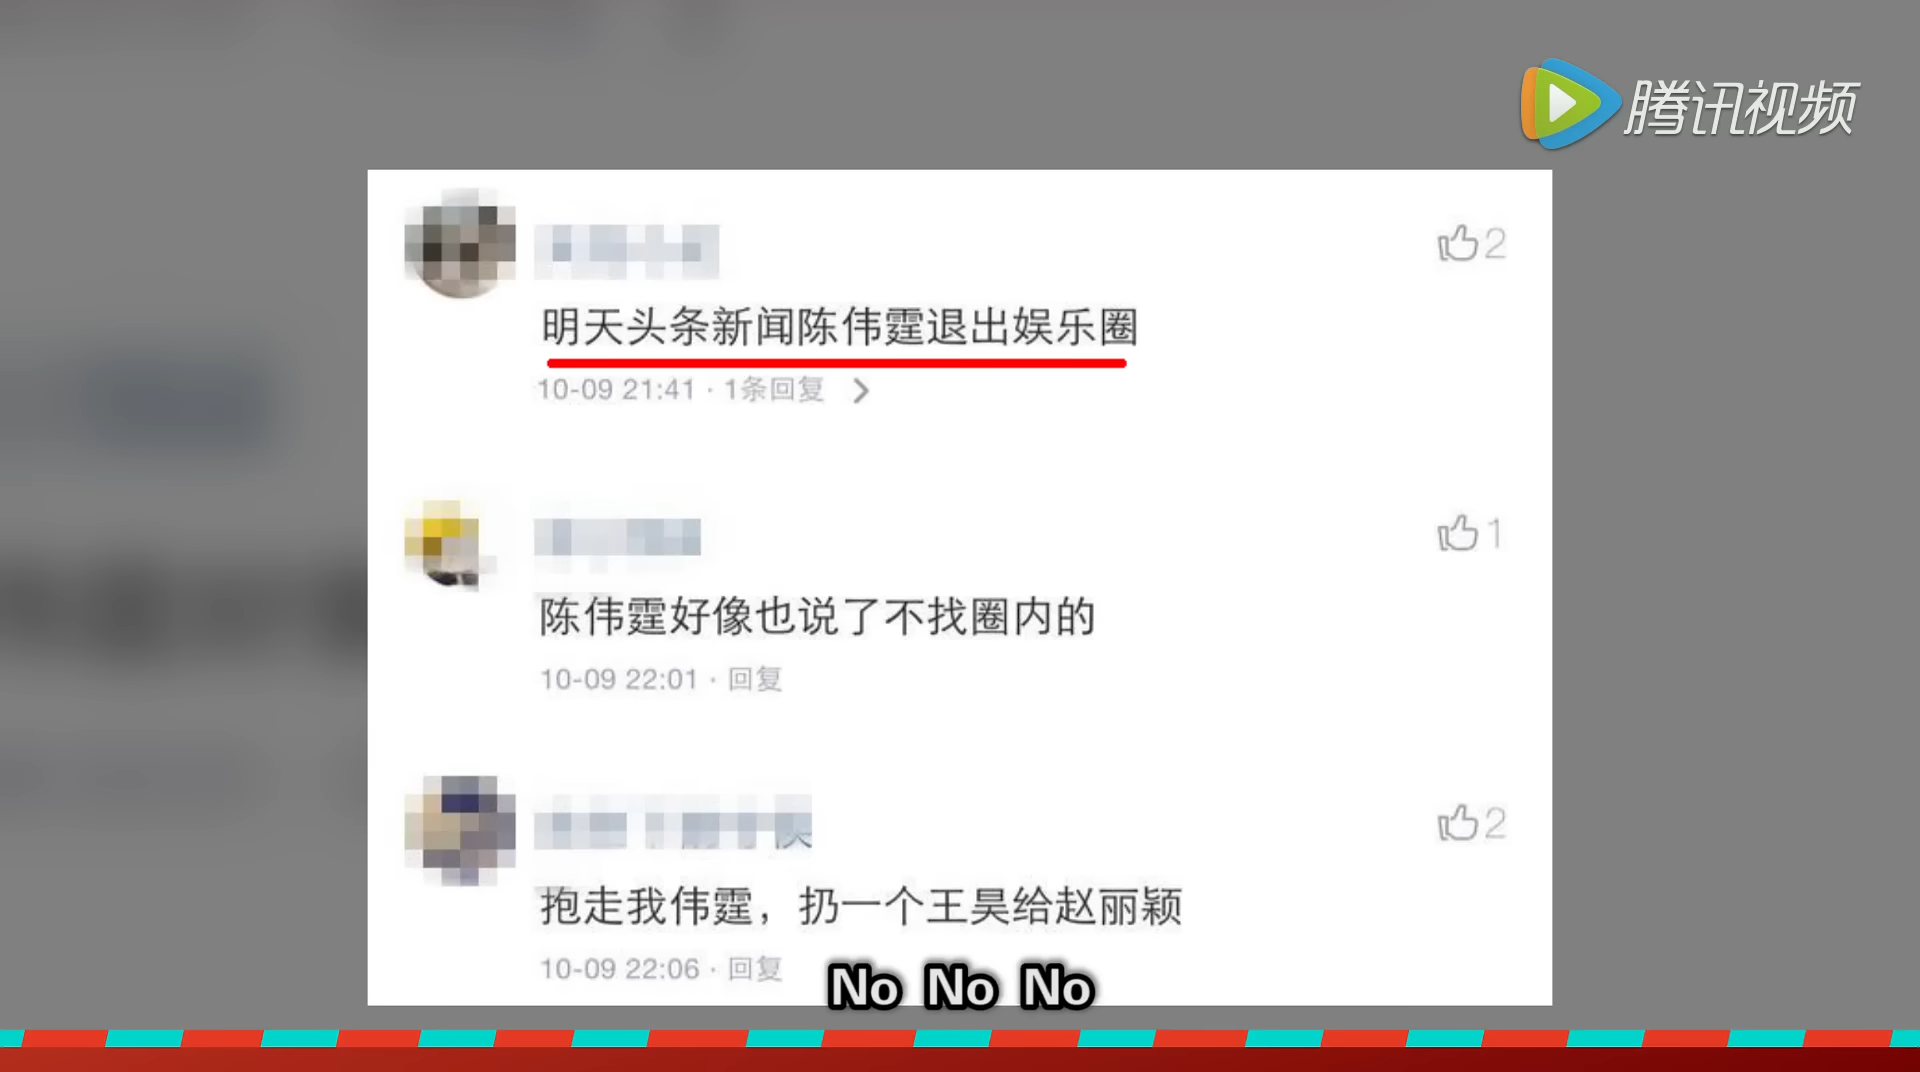 腾讯视频
2
明天头条新闻陈伟霆退出娱乐圈
10-09 21:41 · 1条回复
1
陈伟霆好像也说了不找圈内的
10-09 22:01 · 回复
2
抱走我伟霆，扔一个王昊给赵丽颖
10-09 22:06 · 回复
No No No